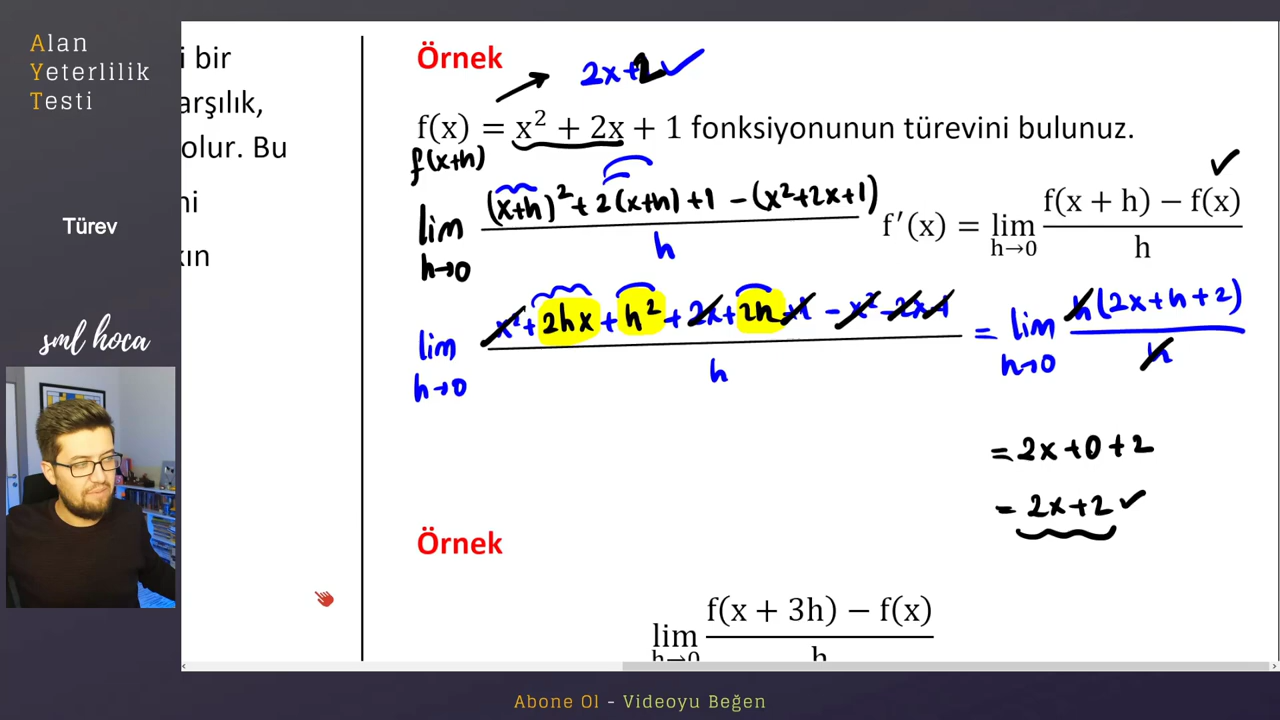 Alan
Yeterlilik
Testi
Türev
sml hoca
i bir
arşılık,
olur. Bu
ni
kın
Örnek
2x+2✓
f(x) = x² + 2x + 1 fonksiyonunun türevini bulunuz.
f(x+h)
lim h→0 ((x+h)² + 2(x+h) + 1 − (x²+2x+1)) / h
f′(x) = lim h→0 (f(x + h) − f(x)) / h ✓
lim h→0 (x² + 2hx + h² + 2x + 2h + 1 − x² − 2x − 1) / h = lim h→0 h(2x+h+2) / h
= 2x+0+2
= 2x+2 ✓
Örnek
lim h→0 (f(x + 3h) − f(x)) / h
Abone Ol - Videoyu Beğen